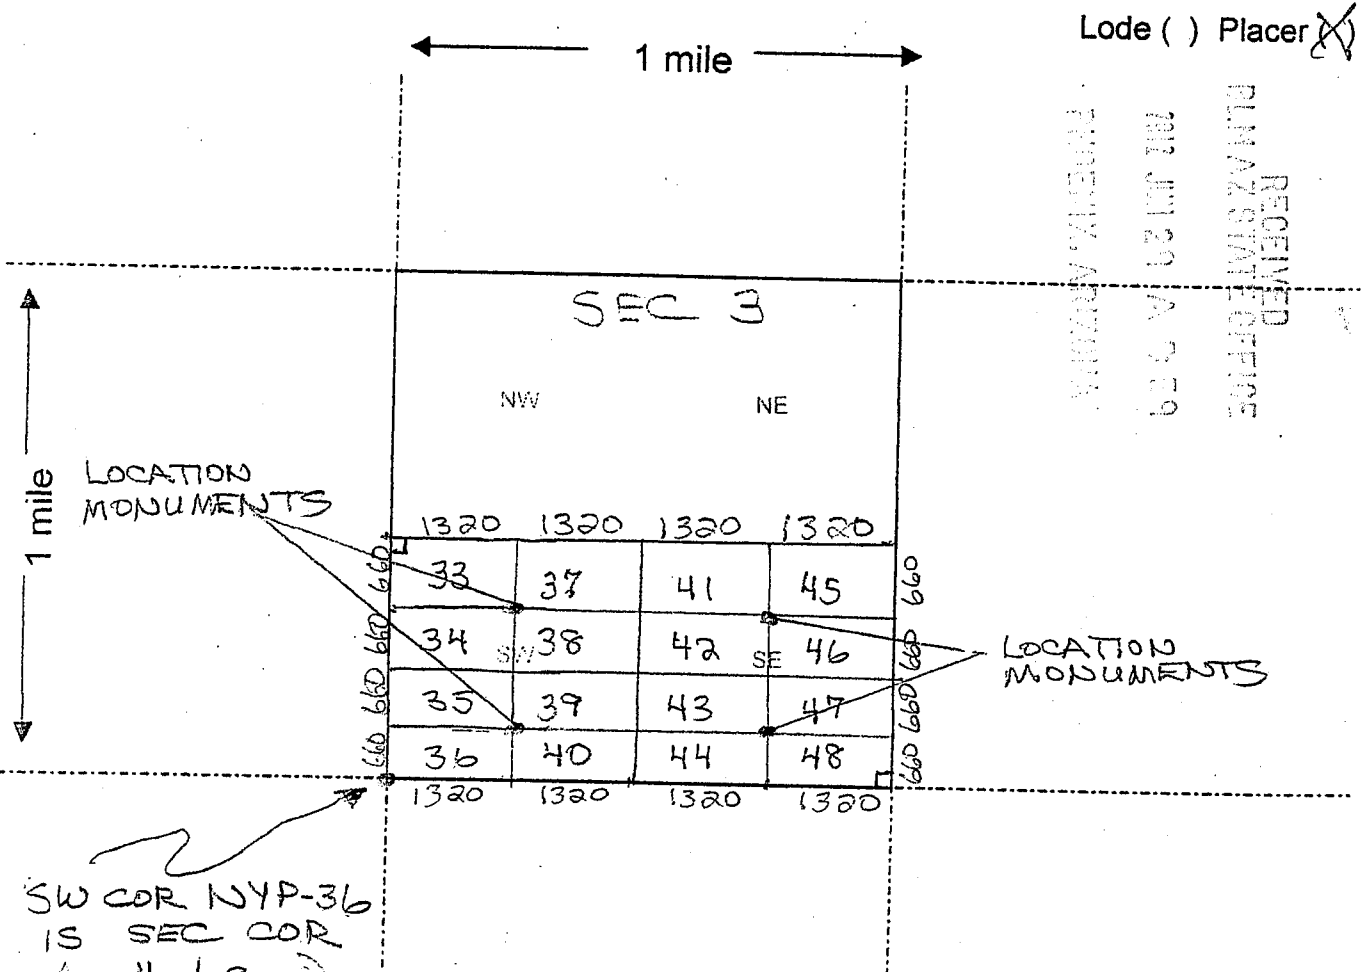 Lode ( ) Placer (X)
1 mile
RECEIVED
BLM AZ STATE OFFICE
PHOENIX, ARIZONA
SEC 3
NW NE
1 mile
LOCATION
MONUMENTS
1320 1320 1320 1320
660 33 37 41 45 660
660 34 SW 38 42 SE 46 660
LOCATION
MONUMENTS
660 35 39 43 47 660
660 36 40 44 48 660
1320 1320 1320 1320
SW COR NYP-36
IS SEC COR